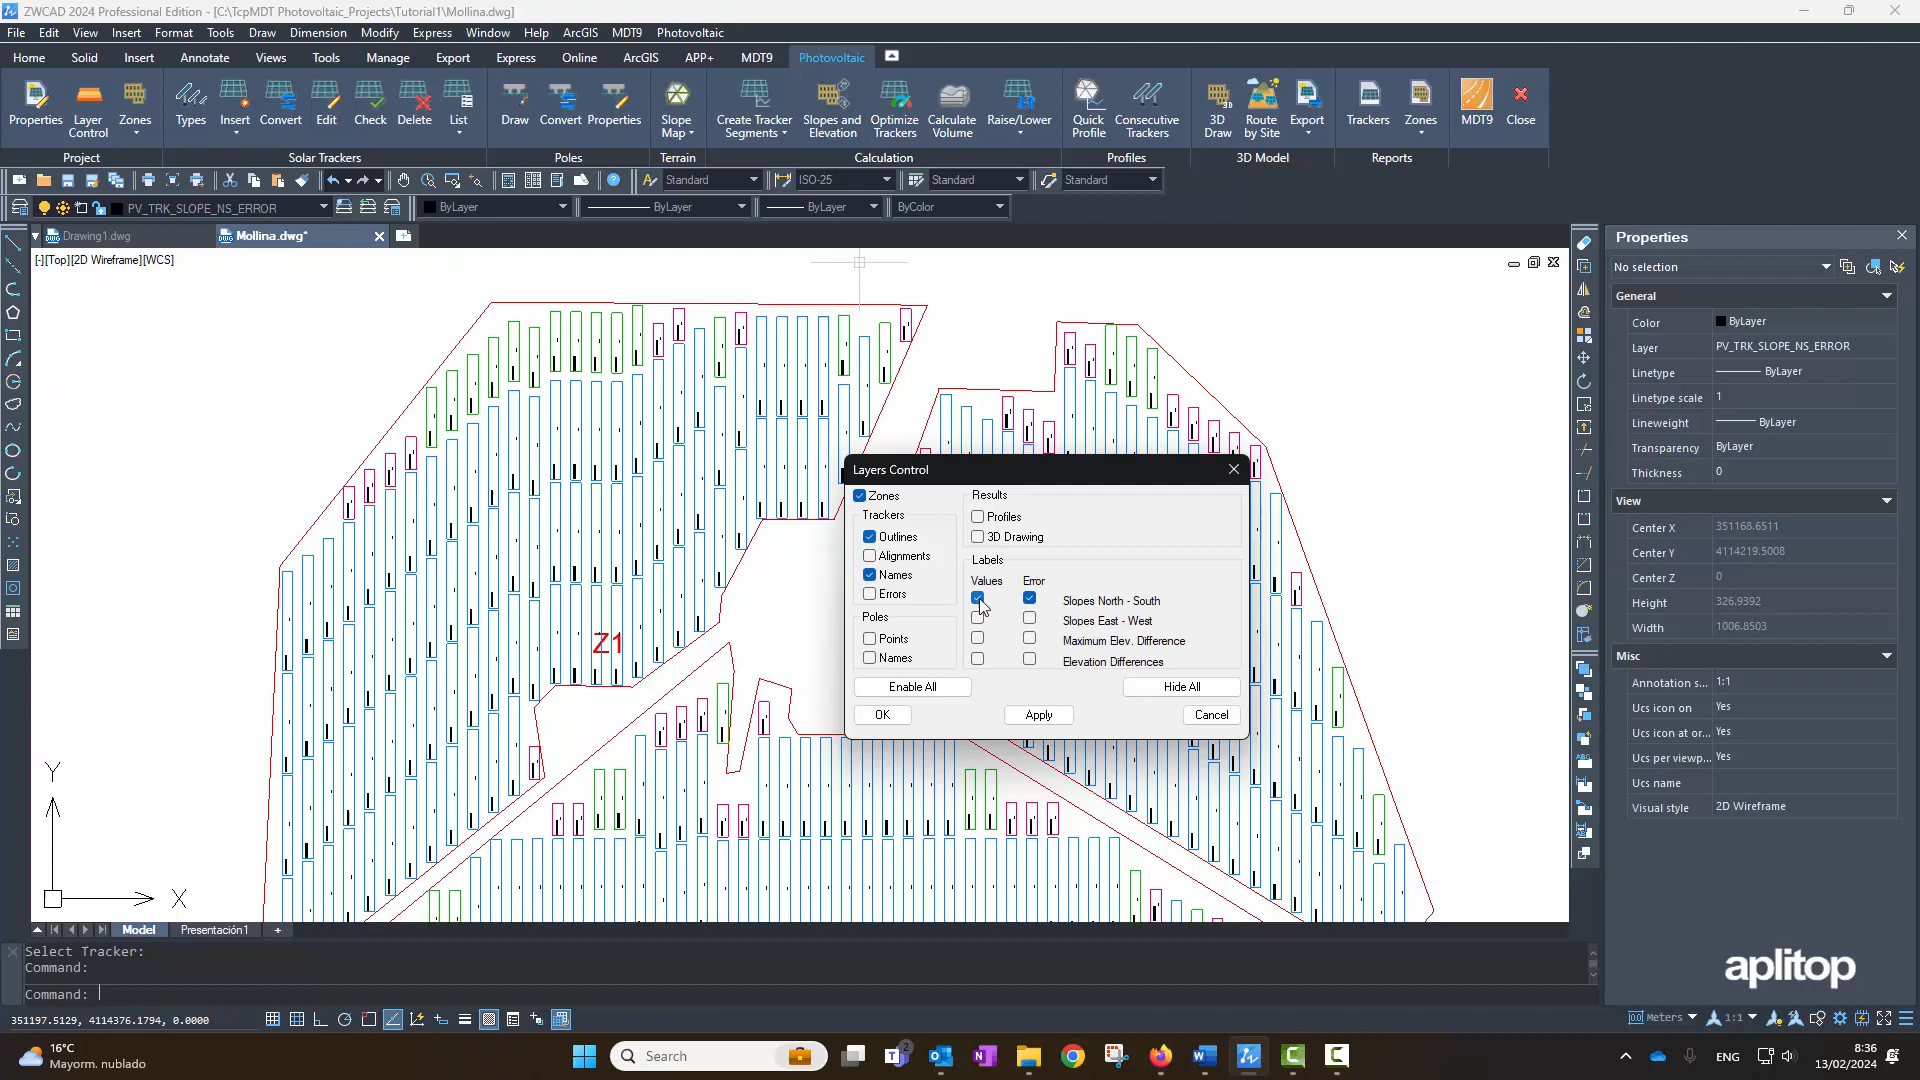 ZWCAD 2024 Professional Edition - [C:\TcpMDT Photovoltaic_Projects\Tutorial1\Mollina.dwg]
File Edit View Insert Format Tools Draw Dimension Modify Express Window Help ArcGIS MDT9 Photovoltaic
Home Solid Insert Annotate Views Tools Manage Export Express Online ArcGIS APP+ MDT9 Photovoltaic
Properties Layer Control Zones Types Insert Convert Edit Check Delete List Draw Convert Properties Slope Map Create Tracker Segments Slopes and Elevation Optimize Trackers Calculate Volume Raise/Lower Quick Profile Consecutive Trackers 3D Draw Route by Site Export Trackers Zones MDT9 Close
Project Solar Trackers Poles Terrain Calculation Profiles 3D Model Reports
Standard ISO-25 Standard Standard
PV_TRK_SLOPE_NS_ERROR ByLayer ByLayer ByLayer ByColor
Drawing1.dwg Mollina.dwg*
[-][Top][2D Wireframe][WCS]
Z1
Y
X
Layers Control
Zones
Trackers
Outlines
Alignments
Names
Errors
Poles
Points
Names
Results
Profiles
3D Drawing
Labels
Values Error
Slopes North - South
Slopes East - West
Maximum Elev. Difference
Elevation Differences
Enable All Hide All
OK Apply Cancel
Properties
No selection
General
Color ByLayer
Layer PV_TRK_SLOPE_NS_ERROR
Linetype ByLayer
Linetype scale 1
Lineweight ByLayer
Transparency ByLayer
Thickness 0
View
Center X 351168.6511
Center Y 4114219.5008
Center Z 0
Height 326.9392
Width 1006.8503
Misc
Annotation s... 1:1
Ucs icon on Yes
Ucs icon at or... Yes
Ucs per viewp... Yes
Ucs name
Visual style 2D Wireframe
Model Presentación1 +
Select Tracker:
Command:
Command:
aplitop
351197.5129, 4114376.1794, 0.0000
Meters 1:1
16°C
Mayorm. nublado
Search
2
ENG
8:36
13/02/2024